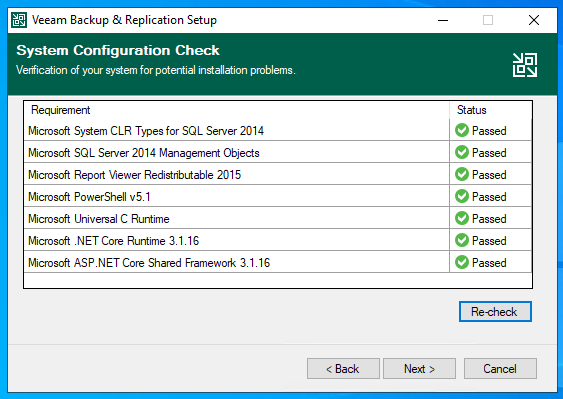 Veeam Backup & Replication Setup
System Configuration Check
Verification of your system for potential installation problems.
Requirement Status
Microsoft System CLR Types for SQL Server 2014 Passed
Microsoft SQL Server 2014 Management Objects Passed
Microsoft Report Viewer Redistributable 2015 Passed
Microsoft PowerShell v5.1 Passed
Microsoft Universal C Runtime Passed
Microsoft .NET Core Runtime 3.1.16 Passed
Microsoft ASP.NET Core Shared Framework 3.1.16 Passed
Re-check
< Back Next > Cancel